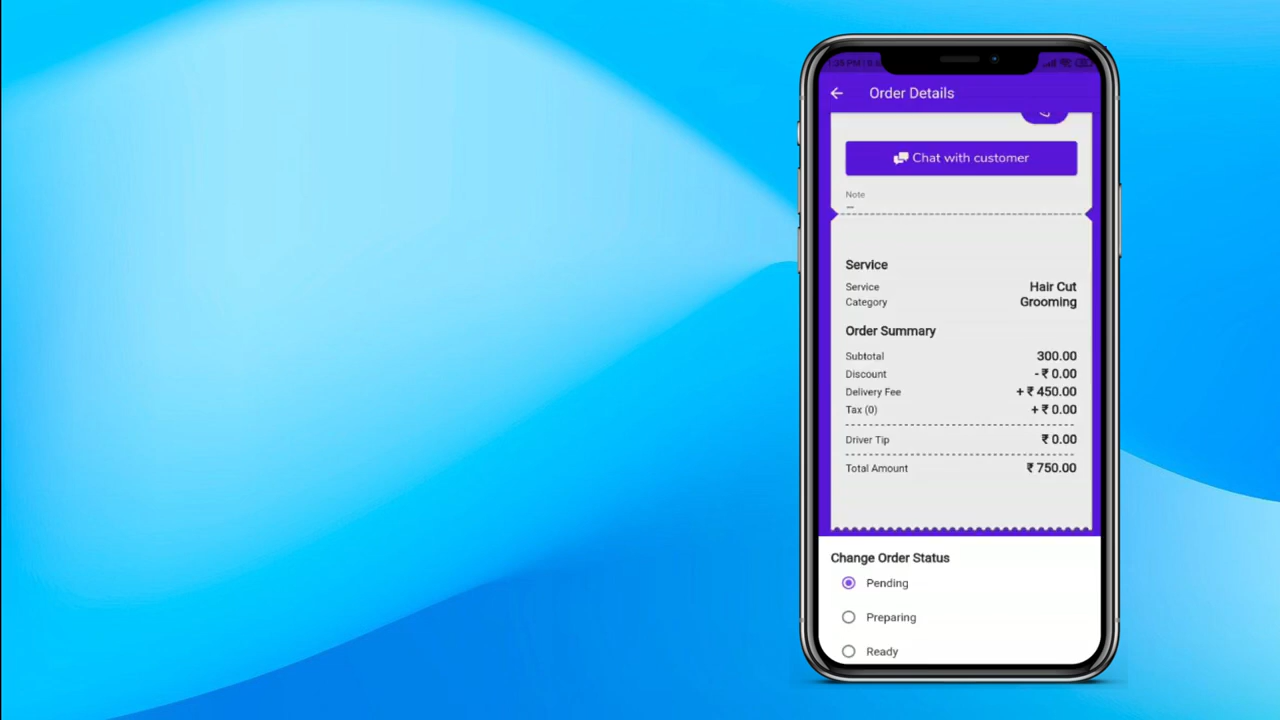 Order Details
Chat with customer
Note
--
Service
Service Hair Cut
Category Grooming
Order Summary
Subtotal 300.00
Discount - ₹ 0.00
Delivery Fee + ₹ 450.00
Tax (0) + ₹ 0.00
Driver Tip ₹ 0.00
Total Amount ₹ 750.00
Change Order Status
Pending
Preparing
Ready